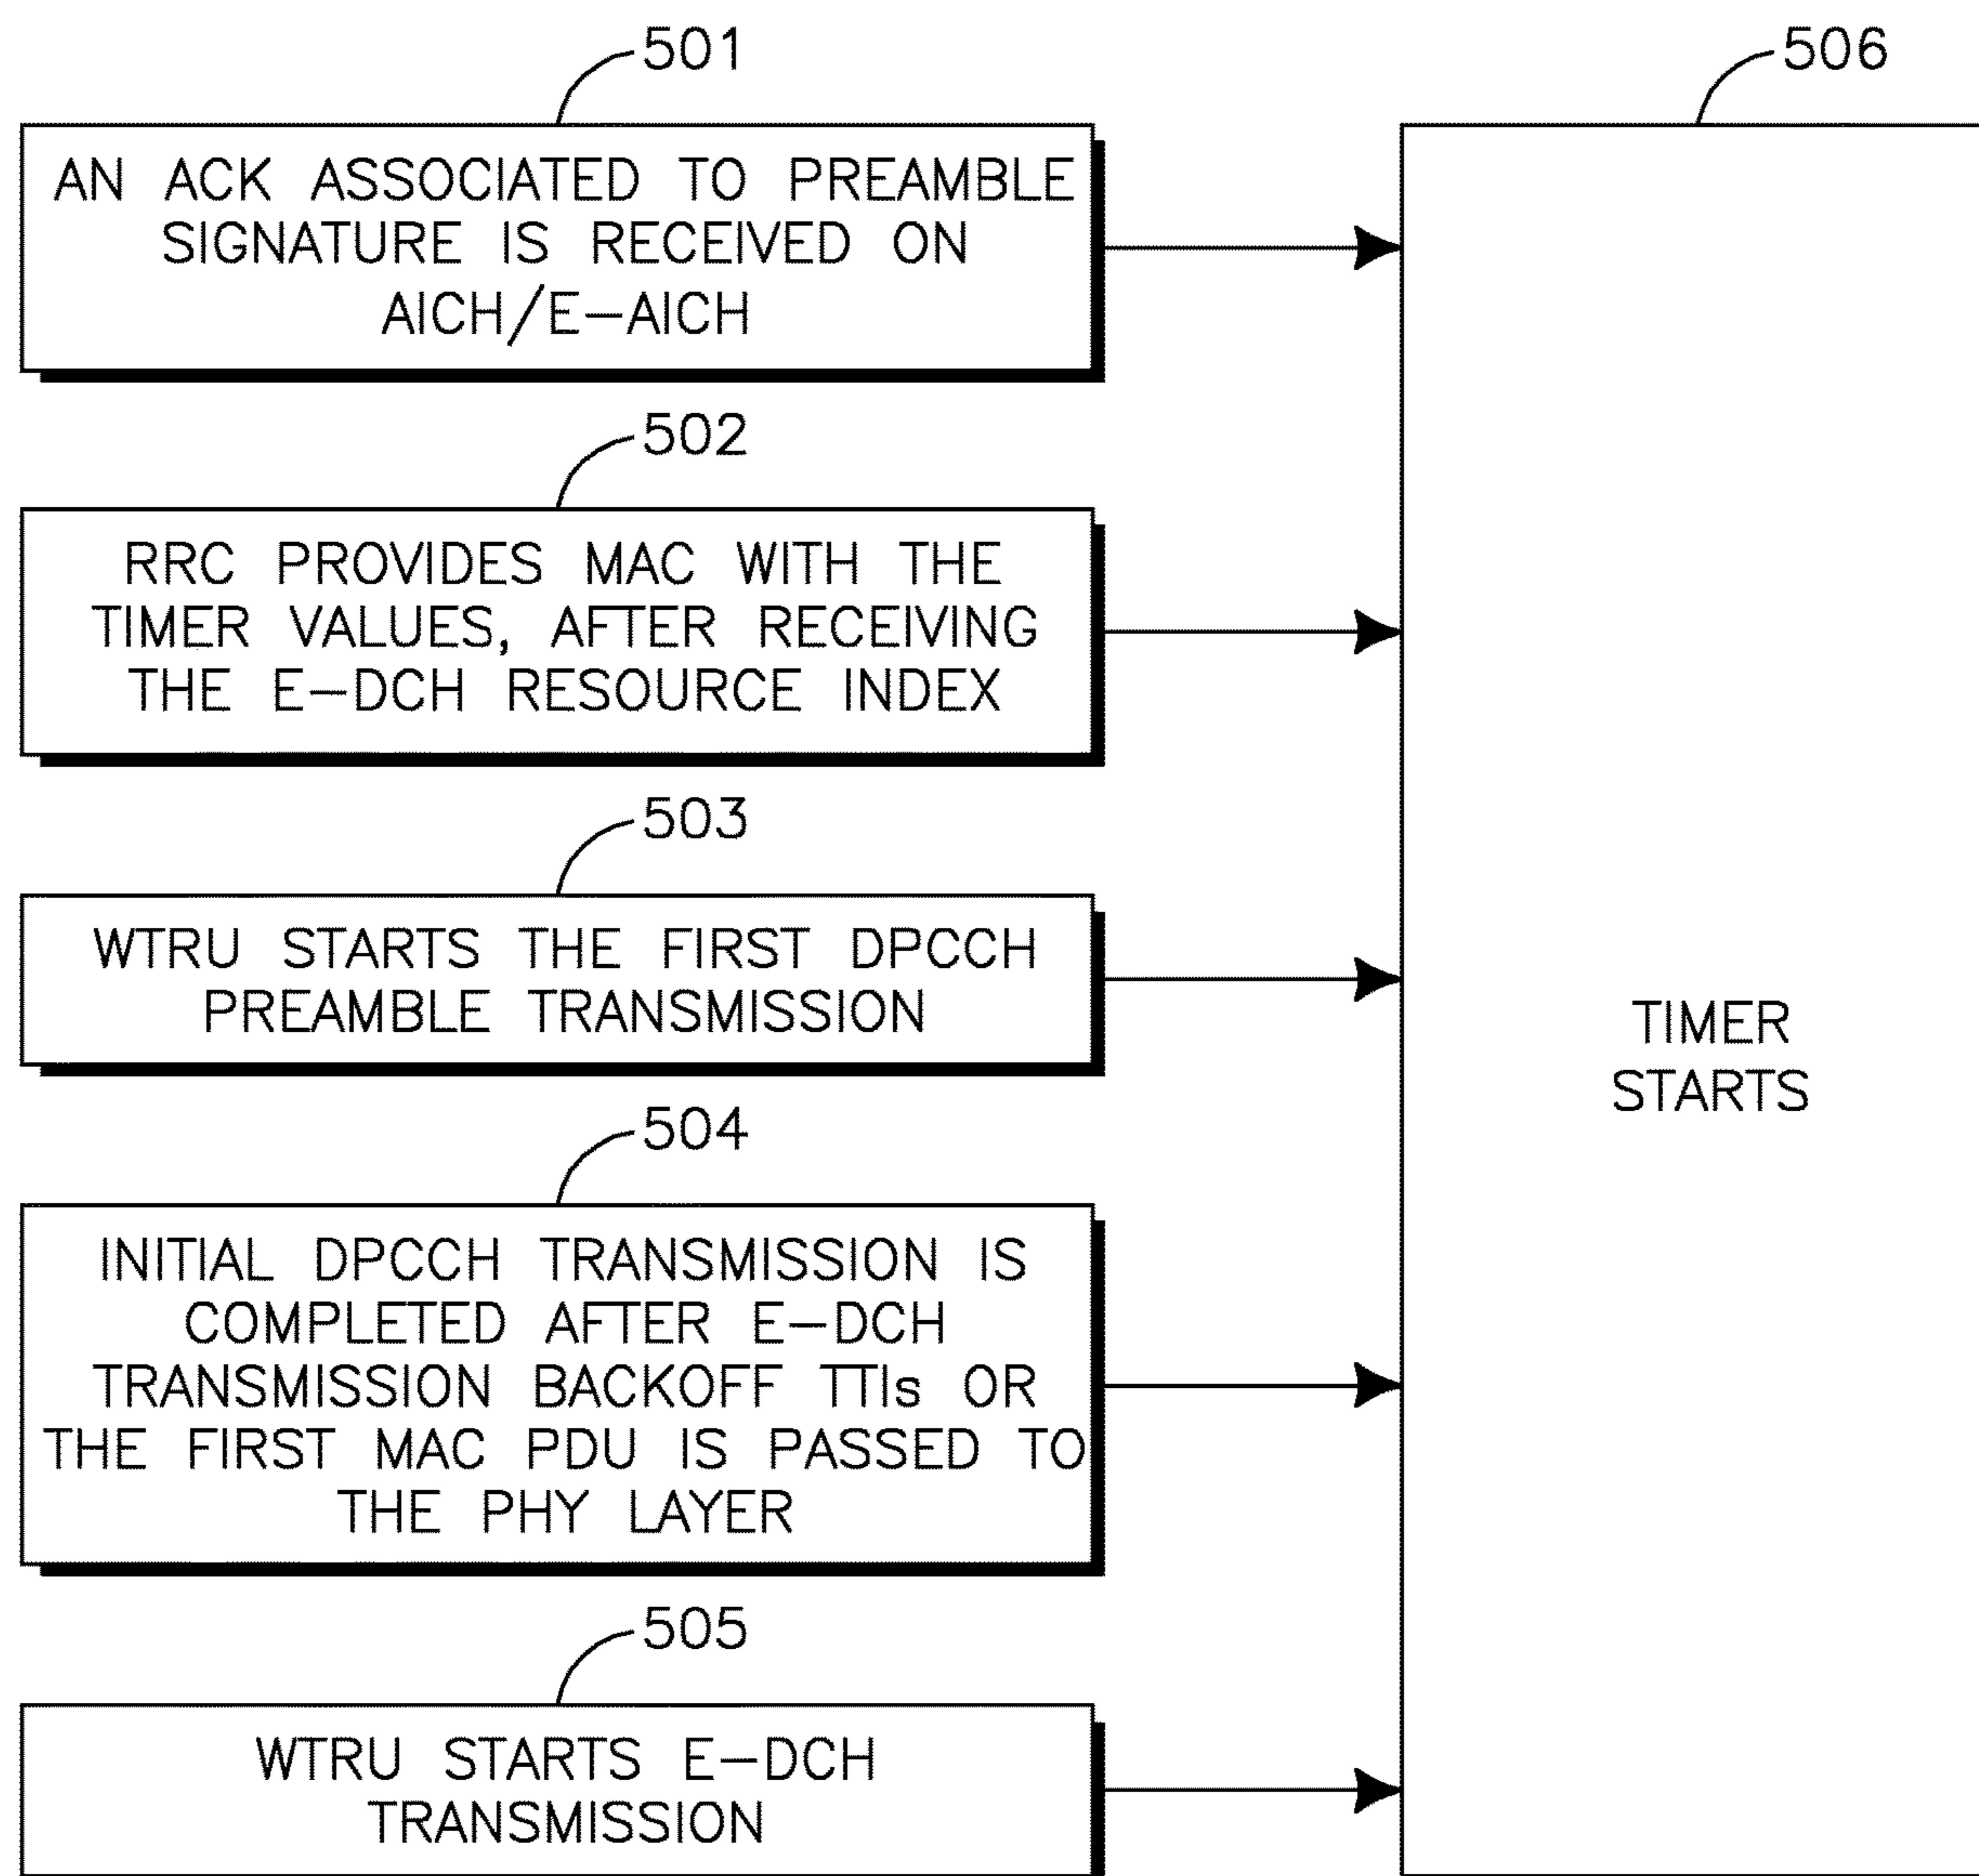 501
AN ACK ASSOCIATED TO PREAMBLE
SIGNATURE IS RECEIVED ON
AICH/E-AICH
502
RRC PROVIDES MAC WITH THE
TIMER VALUES, AFTER RECEIVING
THE E-DCH RESOURCE INDEX
503
WTRU STARTS THE FIRST DPCCH
PREAMBLE TRANSMISSION
504
INITIAL DPCCH TRANSMISSION IS
COMPLETED AFTER E-DCH
TRANSMISSION BACKOFF TTIs OR
THE FIRST MAC PDU IS PASSED TO
THE PHY LAYER
505
WTRU STARTS E-DCH
TRANSMISSION
506
TIMER
STARTS